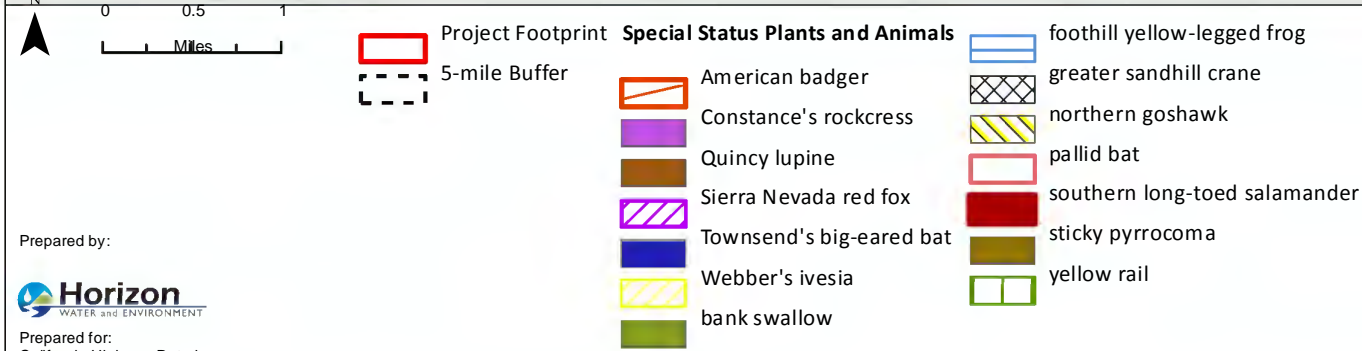 N
0 0.5 1
Miles
Project Footprint
5-mile Buffer
Special Status Plants and Animals
American badger
Constance's rockcress
Quincy lupine
Sierra Nevada red fox
Townsend's big-eared bat
Webber's ivesia
bank swallow
foothill yellow-legged frog
greater sandhill crane
northern goshawk
pallid bat
southern long-toed salamander
sticky pyrrocoma
yellow rail
Prepared by:
Horizon
WATER and ENVIRONMENT
Prepared for: